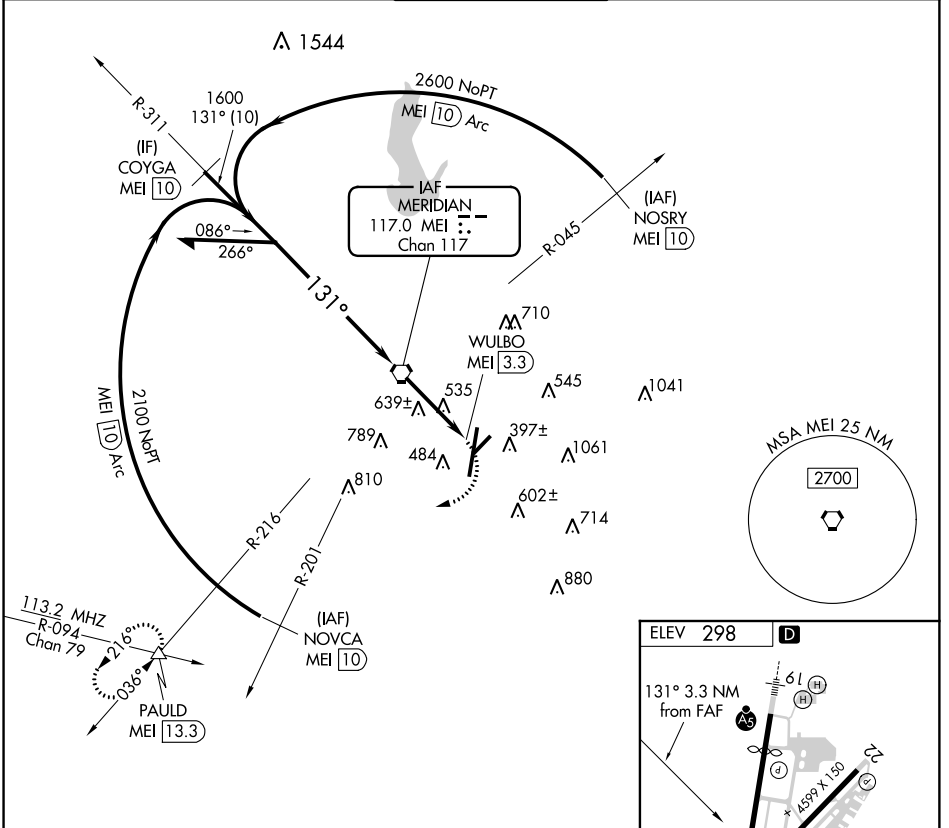 1544
2600 NoPT
MEI 10 Arc
R-311
1600
131° (10)
(IF)
COYGA
MEI 10
IAF
MERIDIAN
117.0 MEI
Chan 117
(IAF)
NOSRY
MEI 10
R-045
086°
266°
131°
710
WULBO
MEI 3.3
535
545
1041
639±
789
484
397±
1061
MSA MEI 25 NM
2700
2100 NoPT
MEI 10 Arc
810
602±
714
880
R-216
R-201
(IAF)
NOVCA
MEI 10
113.2 MHZ
R-094
Chan 79
216°
036°
PAULD
MEI 13.3
ELEV 298 D
131° 3.3 NM
from FAF
A5
19
H
H
P
22
4599 X 150
P